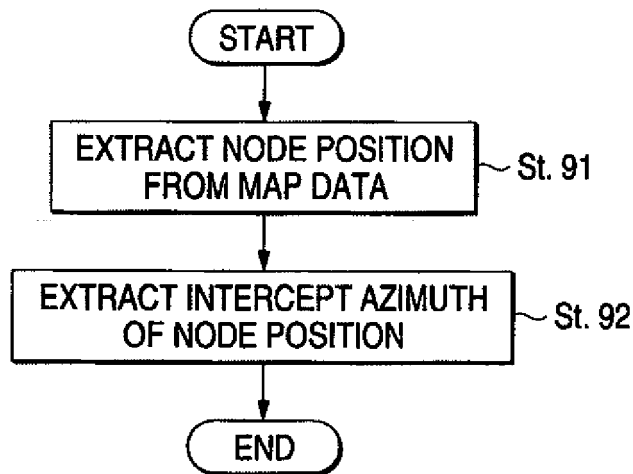 START
EXTRACT NODE POSITION
FROM MAP DATA
St. 91
EXTRACT INTERCEPT AZIMUTH
OF NODE POSITION
St. 92
END